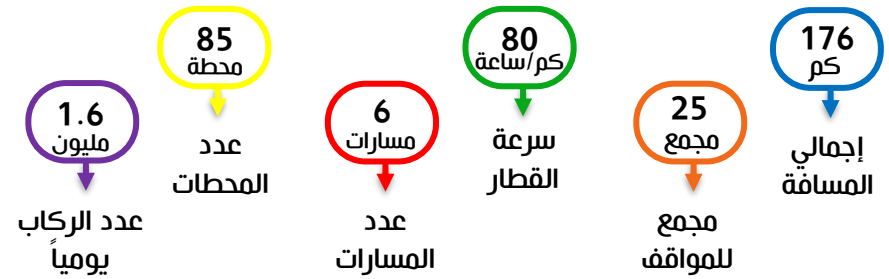 176
كم
إجمالي
المسافة
25
مجمع
مجمع
للمواقف
80
كم/ساعة
سرعة
القطار
6
مسارات
عدد
المسارات
85
محطة
عدد
المحطات
1.6
مليون
عدد الركاب
يومياً